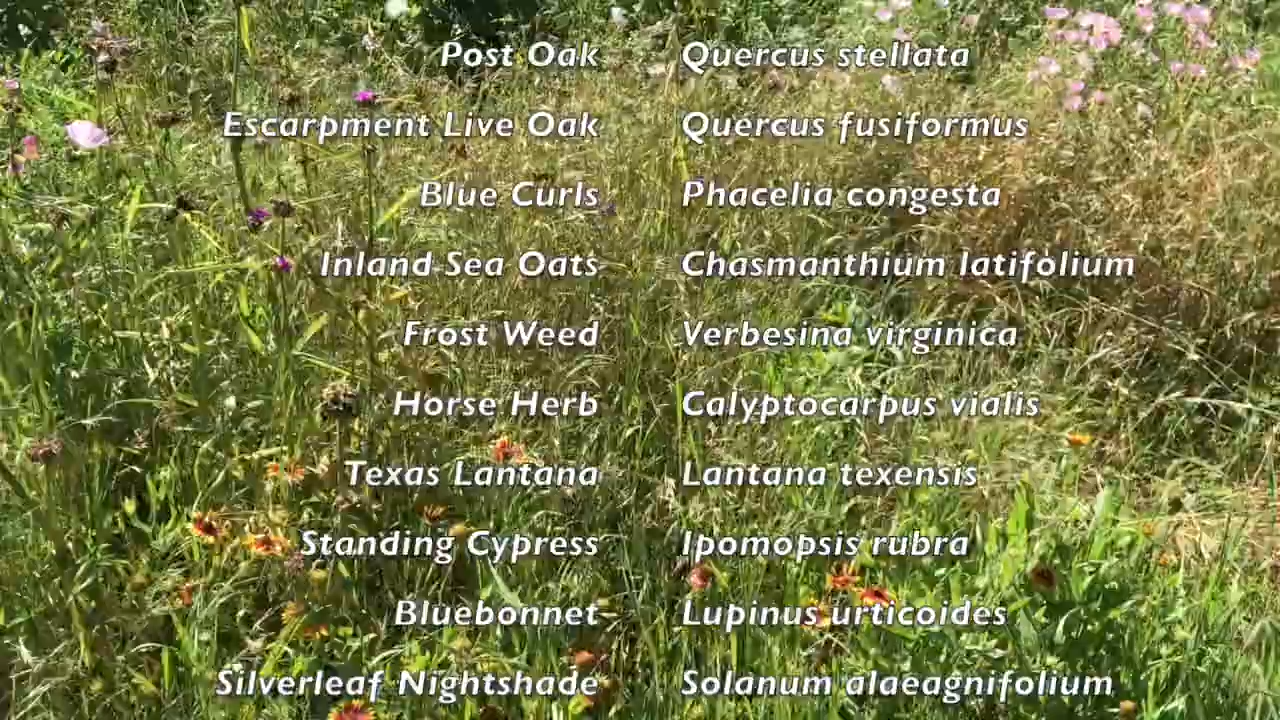 Post Oak Quercus stellata
Escarpment Live Oak Quercus fusiformus
Blue Curls Phacelia congesta
Inland Sea Oats Chasmanthium latifolium
Frost Weed Verbesina virginica
Horse Herb Calyptocarpus vialis
Texas Lantana Lantana texensis
Standing Cypress Ipomopsis rubra
Bluebonnet Lupinus urticoides
Silverleaf Nightshade Solanum alaeagnifolium